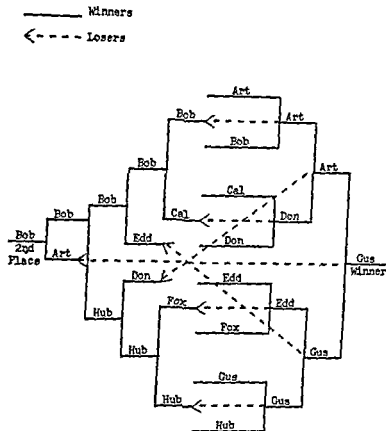 Winners
Losers
Art
Bob
Art
Bob
Bob
Art
Cal
Bob
Cal
Don
Bob
Edd
Don
Bob
2nd
Place
Art
Gus
Winner
Don
Edd
Fox
Edd
Hub
Fox
Gus
Hub
Gus
Hub
Gus
Hub